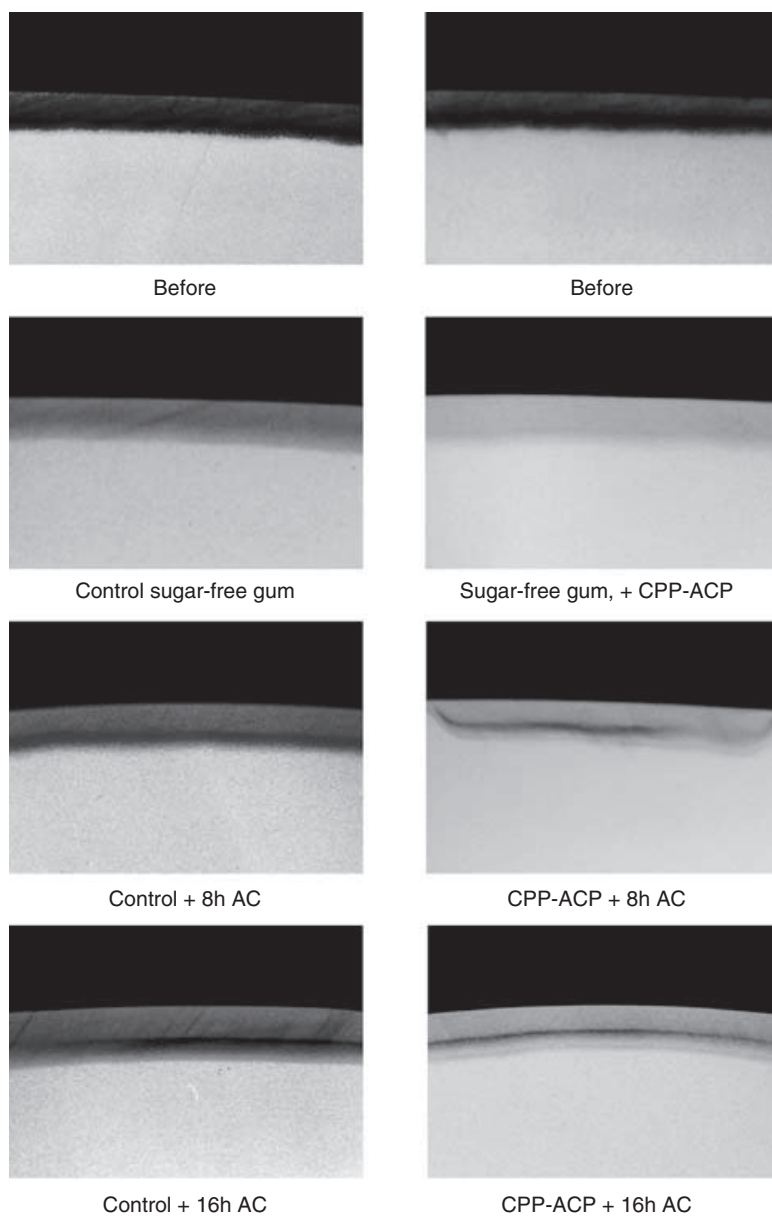 Before
Before
Control sugar-free gum
Sugar-free gum, + CPP-ACP
Control + 8h AC
CPP-ACP + 8h AC
Control + 16h AC
CPP-ACP + 16h AC